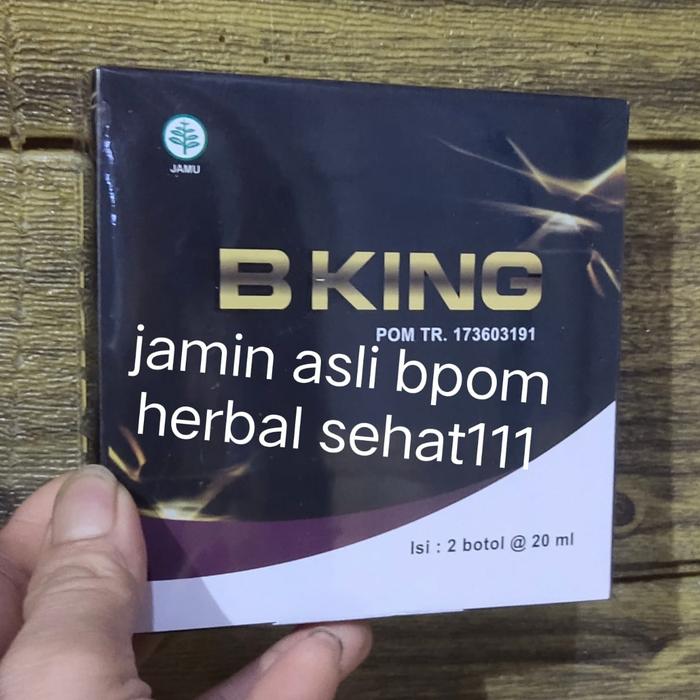 JAMU
B KING
POM TR. 173603191
jamin asli bpom
herbal sehat111
Isi : 2 botol @ 20 ml